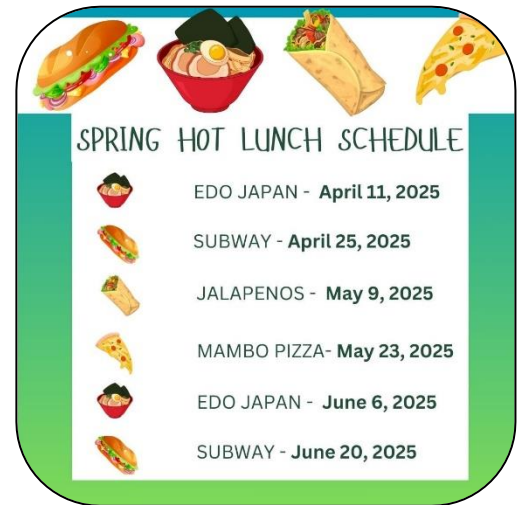 SPRING HOT LUNCH SCHEDULE
EDO JAPAN - April 11, 2025
SUBWAY - April 25, 2025
JALAPENOS - May 9, 2025
MAMBO PIZZA- May 23, 2025
EDO JAPAN - June 6, 2025
SUBWAY - June 20, 2025